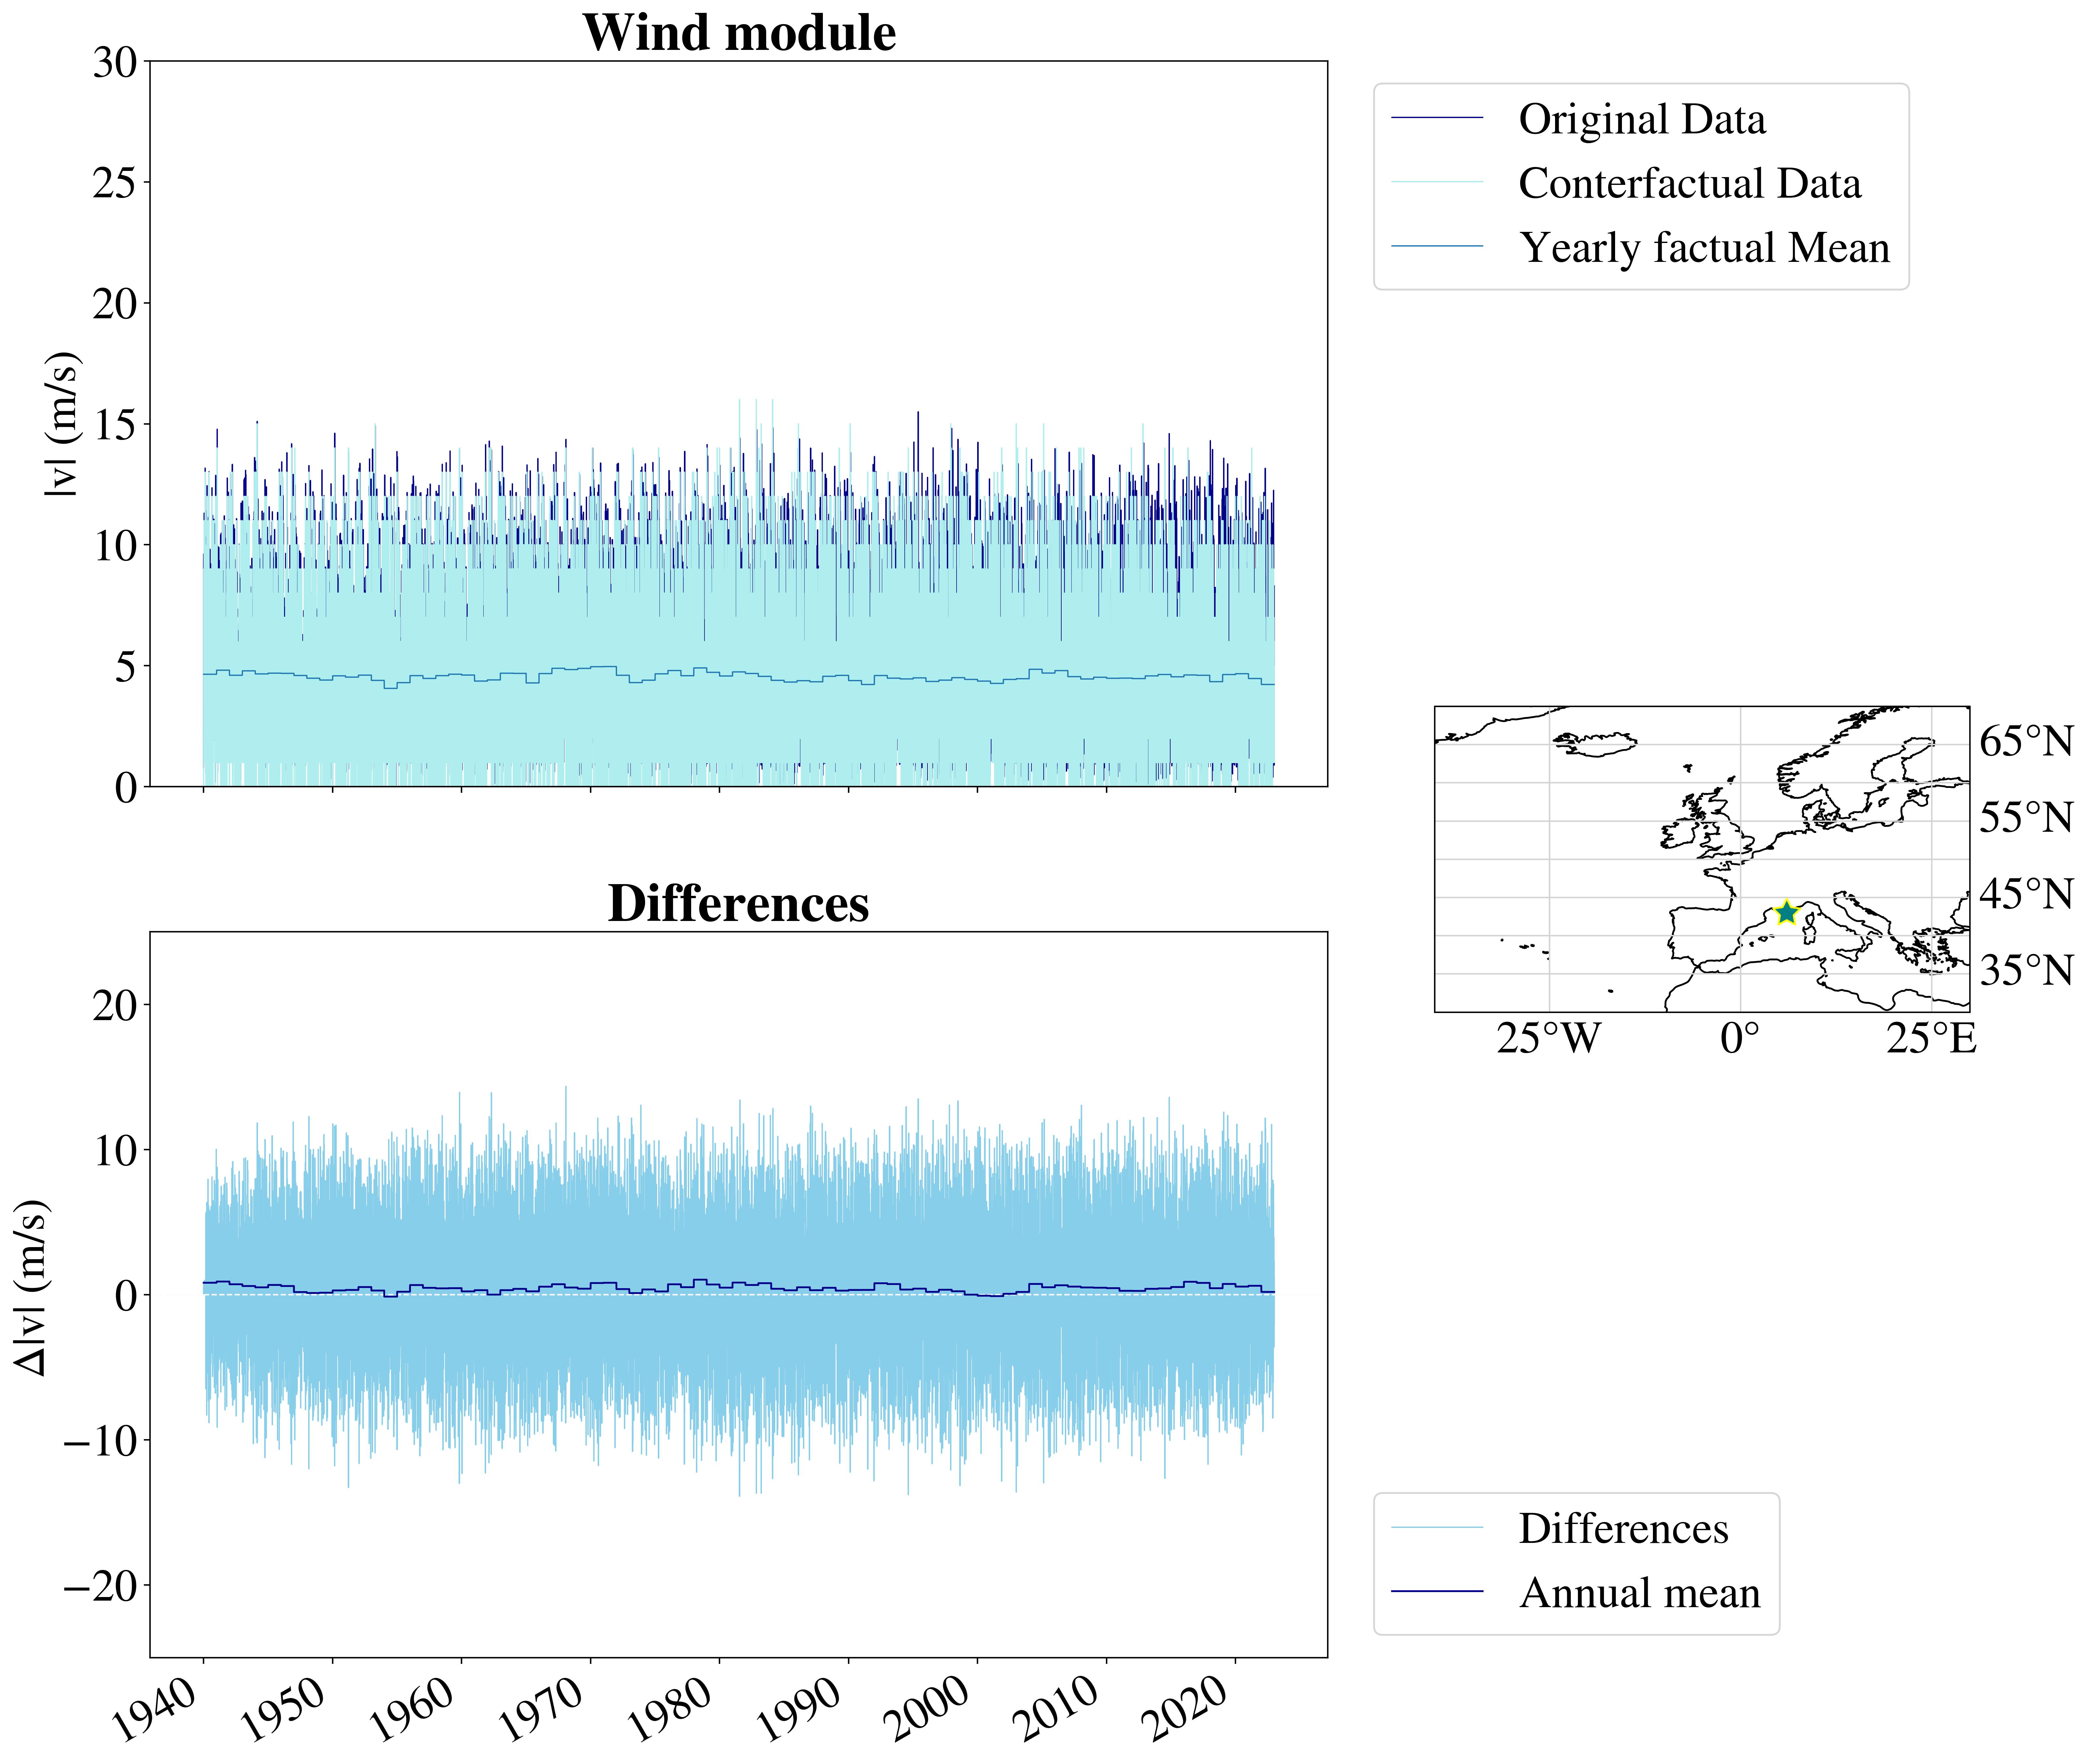 Wind module
30
25
20
15
10
5
0
|v| (m/s)
Original Data
Conterfactual Data
Yearly factual Mean
65°N
55°N
45°N
35°N
25°W 0° 25°E
Differences
20
10
0
−10
−20
Δ|v| (m/s)
1940 1950 1960 1970 1980 1990 2000 2010 2020
Differences
Annual mean